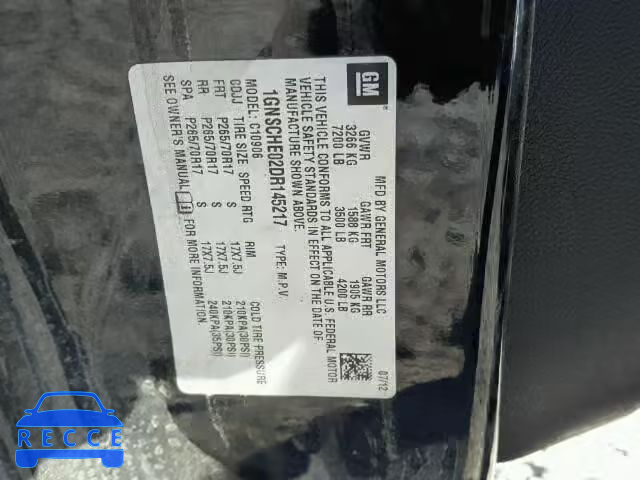 GM
MFD BY GENERAL MOTORS LLC 07/12
GVWR GAWR FRT GAWR RR
3266 KG 1588 KG 1905 KG
7200 LB 3500 LB 4200 LB
THIS VEHICLE CONFORMS TO ALL APPLICABLE U.S. FEDERAL MOTOR
VEHICLE SAFETY STANDARDS IN EFFECT ON THE DATE OF
MANUFACTURE SHOWN ABOVE.
1GNSCHE02DR145217 TYPE: M.P.V.
C10906
CDJJ TIRE SIZE SPEED RTG RIM COLD TIRE PRESSURE
FRT P265/70R17 S 17X7.5J 210KPA(30PSI)
RR P265/70R17 S 17X7.5J 210KPA(30PSI)
SPA P265/70R17 S 17X7.5J 240KPA(35PSI)
SEE OWNER'S MANUAL FOR MORE INFORMATION.
RECCE